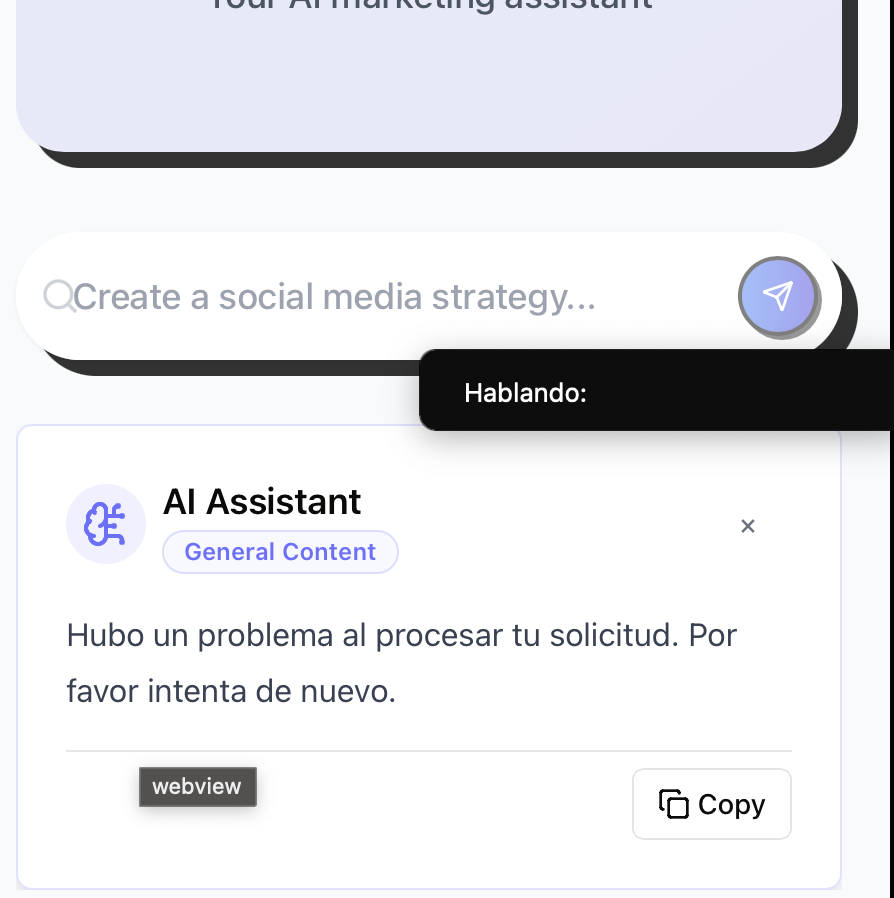 Your AI marketing assistant
Create a social media strategy...
Hablando:
AI Assistant
General Content
×
Hubo un problema al procesar tu solicitud. Por
favor intenta de nuevo.
webview
Copy